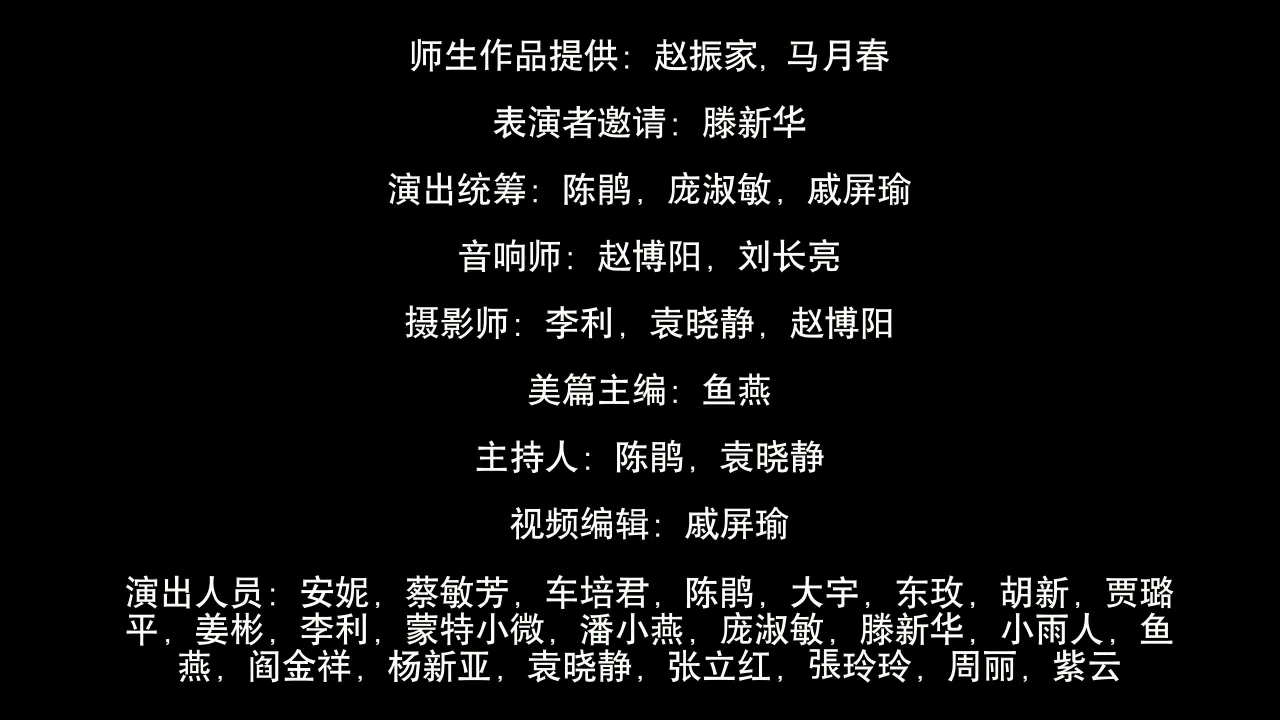 师生作品提供：赵振家，马月春
表演者邀请：滕新华
演出统筹：陈鹃，庞淑敏，戚屏瑜
音响师：赵博阳，刘长亮
摄影师：李利，袁晓静，赵博阳
美篇主编：鱼燕
主持人：陈鹃，袁晓静
视频编辑：戚屏瑜
演出人员：安妮，蔡敏芳，车培君，陈鹃，大宇，东玫，胡新，贾璐
平，姜彬，李利，蒙特小微，潘小燕，庞淑敏，滕新华，小雨人，鱼
燕，阎金祥，杨新亚，袁晓静，张立红，張玲玲，周丽，紫云